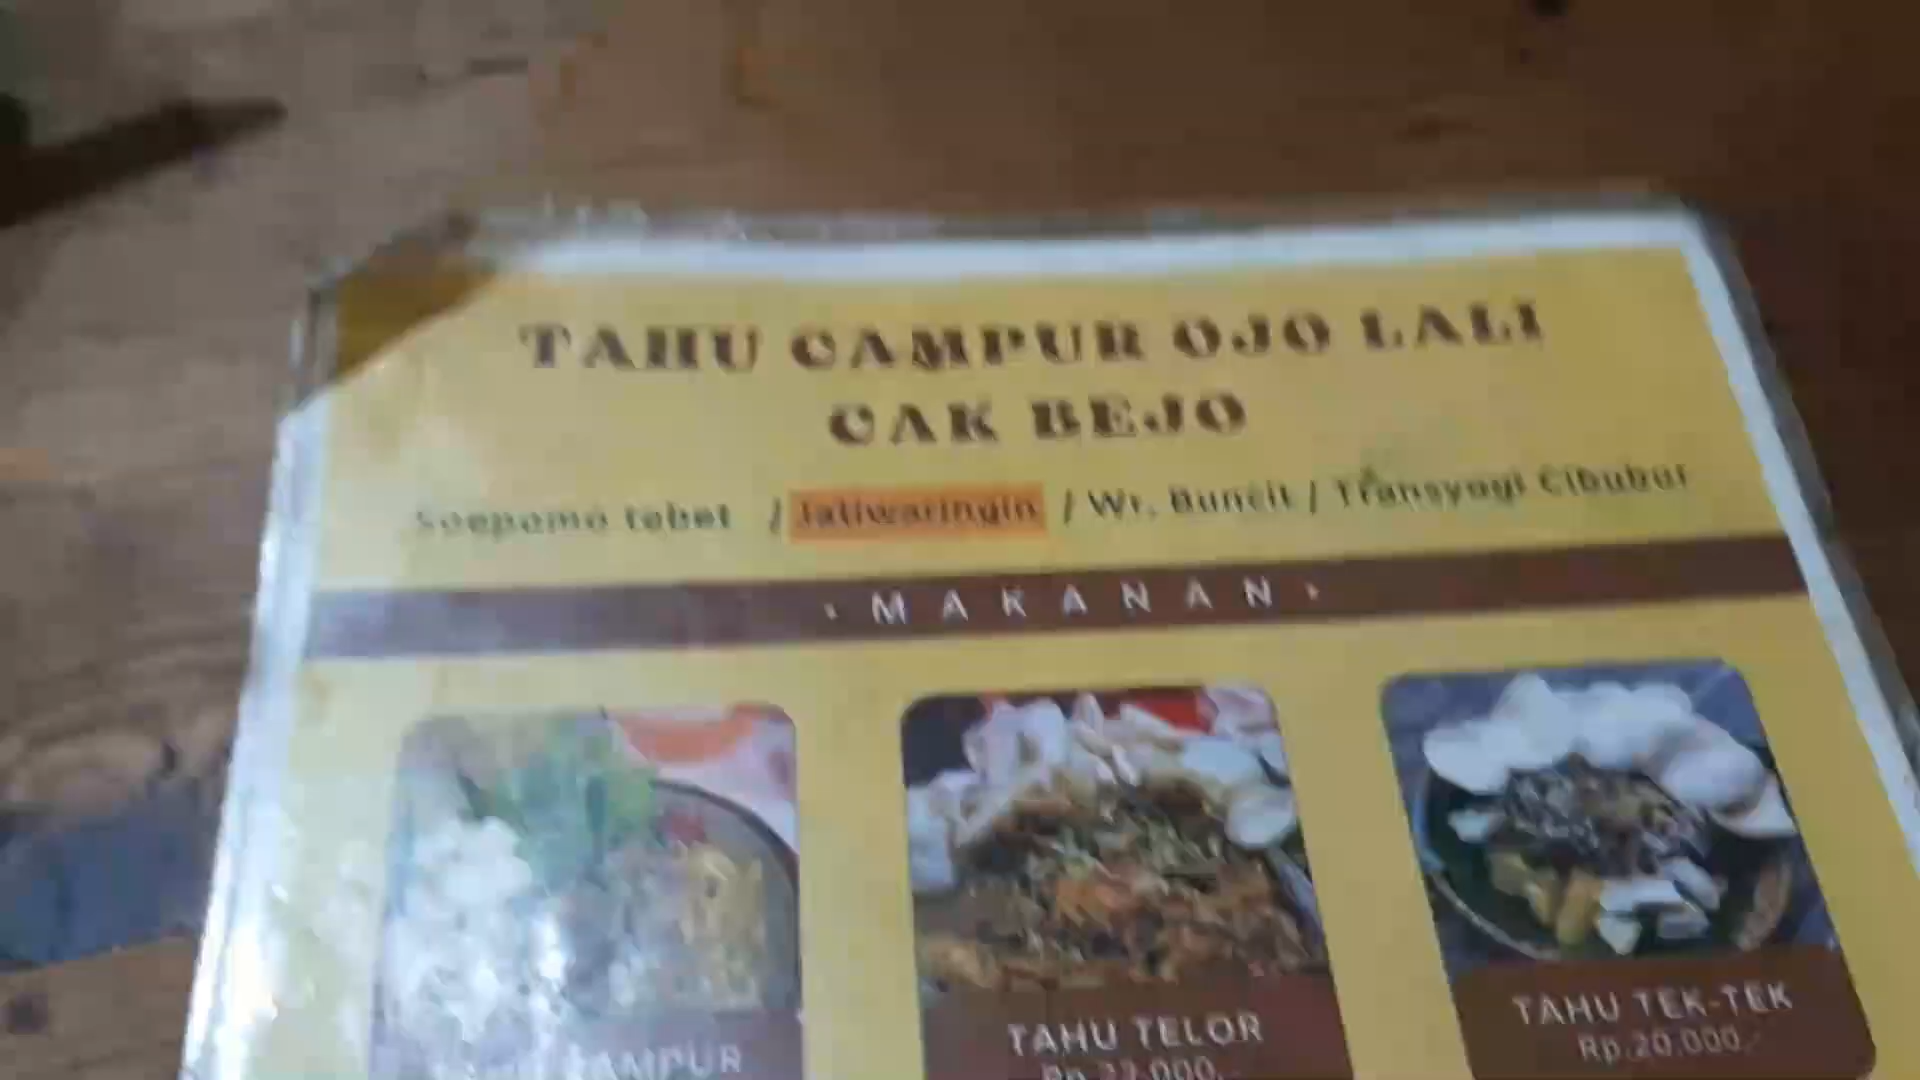 TAHU CAMPUR OJO LALI
CAK BEJO
Soepomo tebet / Jatiwaringin / Wr. Buncit / Transyogi Cibubur
MAKANAN
CAMPUR
TAHU TELOR
TAHU TEK-TEK
Rp.20.000,-